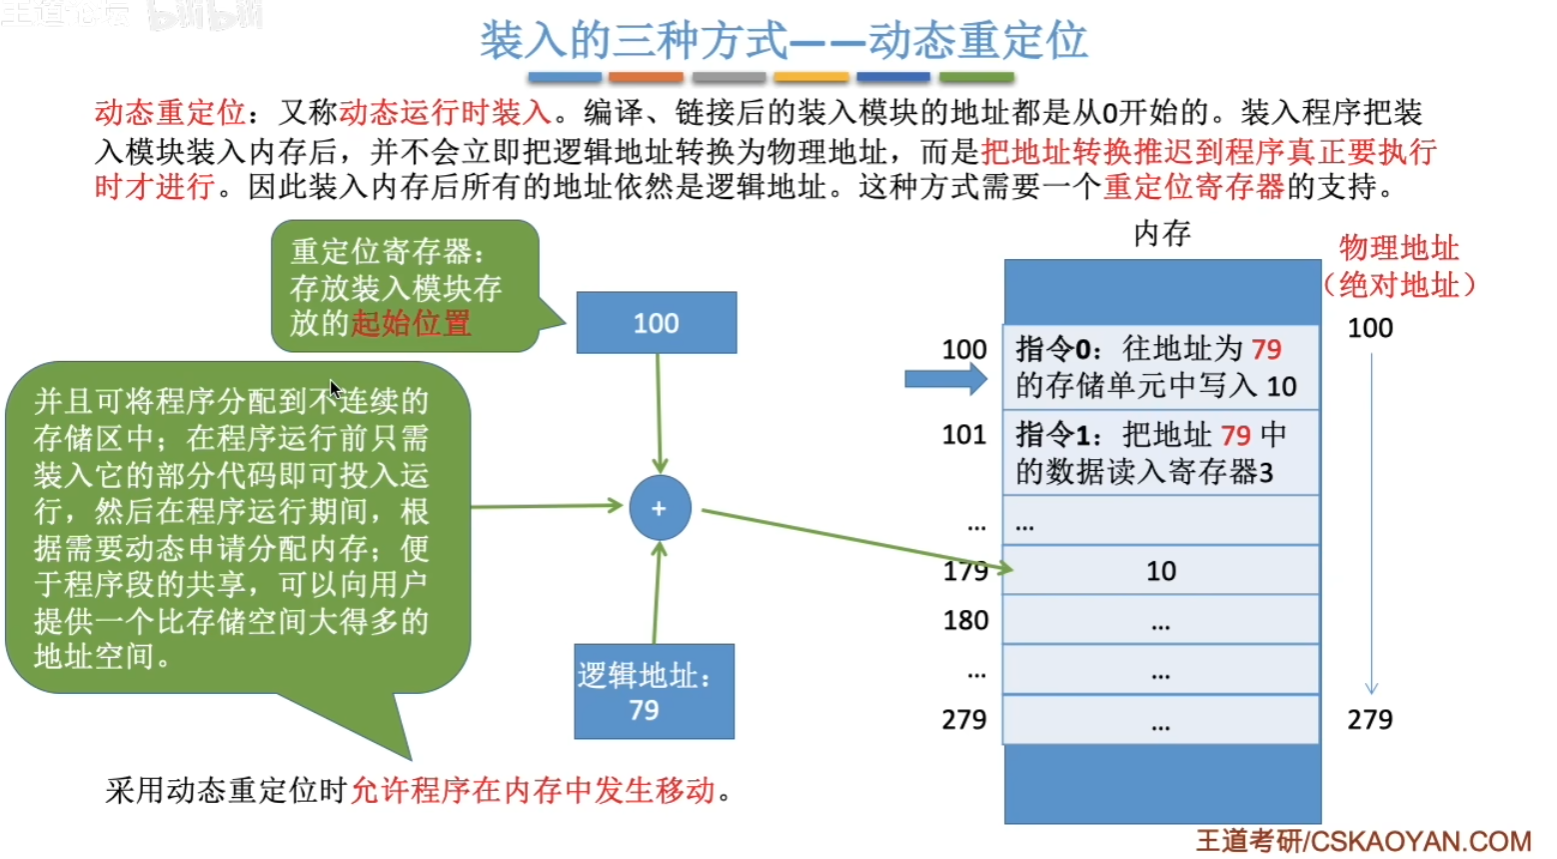 王道论坛 bilibili
装入的三种方式——动态重定位
动态重定位：又称动态运行时装入。编译、链接后的装入模块的地址都是从0开始的。装入程序把装
入模块装入内存后，并不会立即把逻辑地址转换为物理地址，而是把地址转换推迟到程序真正要执行
时才进行。因此装入内存后所有的地址依然是逻辑地址。这种方式需要一个重定位寄存器的支持。
重定位寄存器：
存放装入模块存
放的起始位置
100
并且可将程序分配到不连续的
存储区中；在程序运行前只需
装入它的部分代码即可投入运
行，然后在程序运行期间，根
据需要动态申请分配内存；便
于程序段的共享，可以向用户
提供一个比存储空间大得多的
地址空间。
+
逻辑地址：
79
采用动态重定位时允许程序在内存中发生移动。
内存
物理地址
（绝对地址）
100
100
指令0：往地址为 79
的存储单元中写入 10
101
指令1：把地址 79 中
的数据读入寄存器3
... ...
179 10
180 ...
... ...
279 ...
279
王道考研/CSKAOYAN.COM